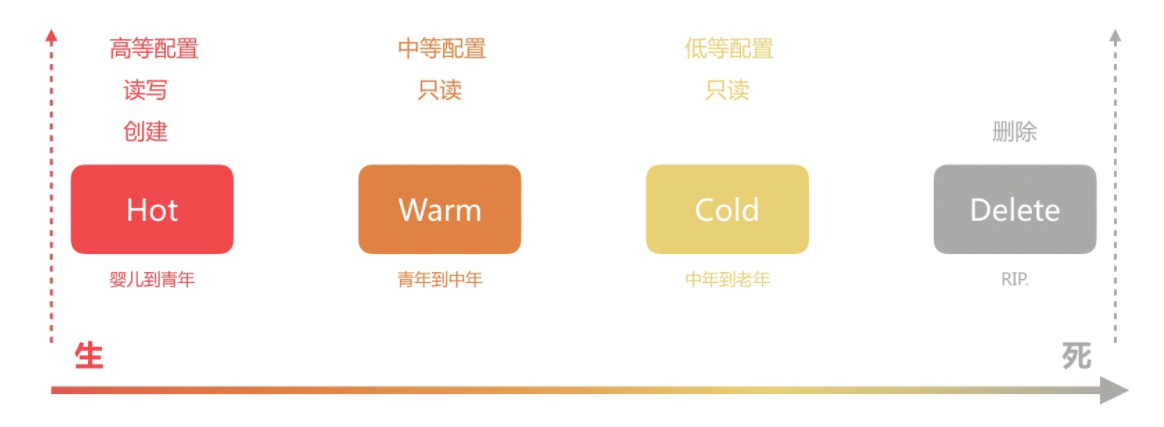 高等配置
读写
创建
Hot
婴儿到青年
中等配置
只读
Warm
青年到中年
低等配置
只读
Cold
中年到老年
删除
Delete
RIP.
生
死